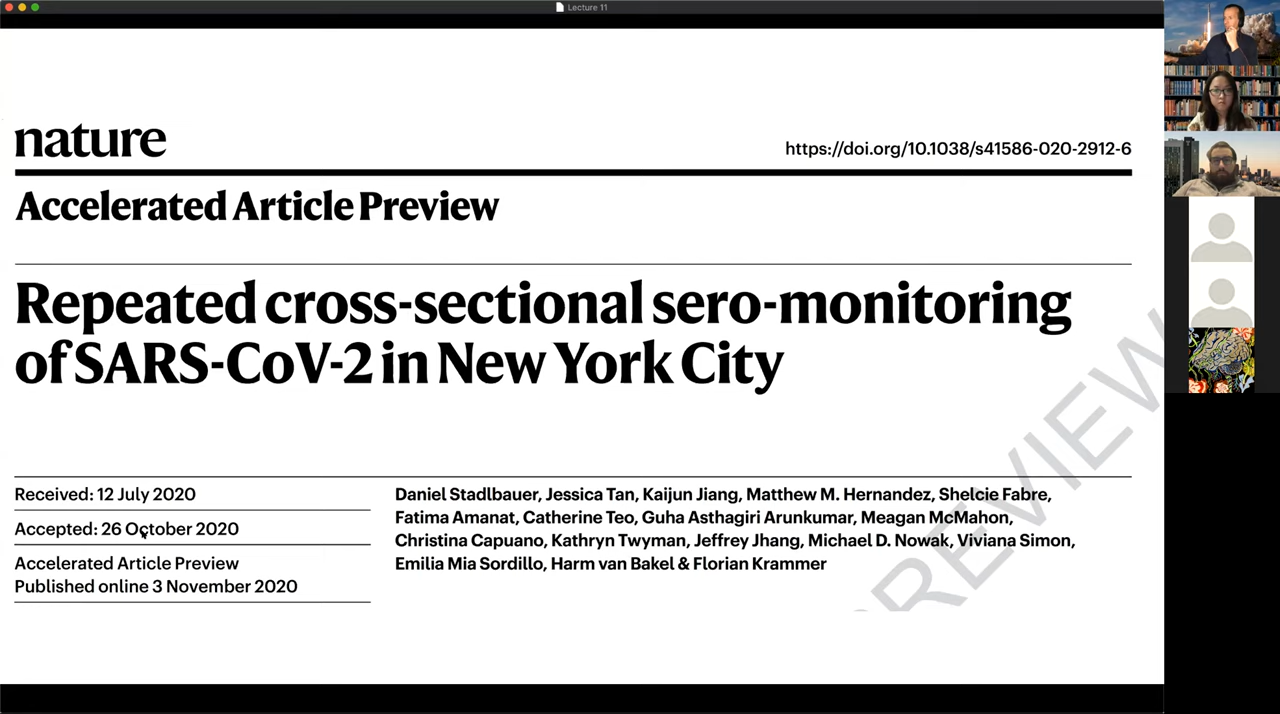 Lecture 11
nature
https://doi.org/10.1038/s41586-020-2912-6
Accelerated Article Preview
Repeated cross-sectional sero-monitoring
of SARS-CoV-2 in New York City
Received: 12 July 2020
Accepted: 26 October 2020
Accelerated Article Preview
Published online 3 November 2020
Daniel Stadlbauer, Jessica Tan, Kaijun Jiang, Matthew M. Hernandez, Shelcie Fabre,
Fatima Amanat, Catherine Teo, Guha Asthagiri Arunkumar, Meagan McMahon,
Christina Capuano, Kathryn Twyman, Jeffrey Jhang, Michael D. Nowak, Viviana Simon,
Emilia Mia Sordillo, Harm van Bakel & Florian Krammer
PREVIEW